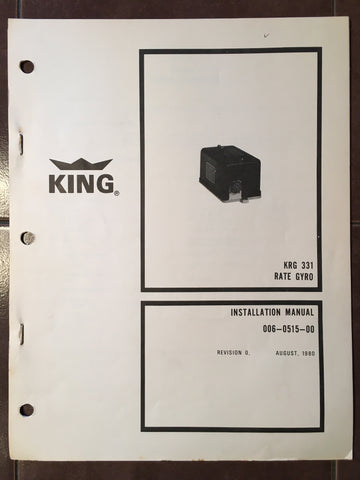 KING®
KRG 331
RATE GYRO
INSTALLATION MANUAL
006-0515-00
REVISION 0, AUGUST, 1980